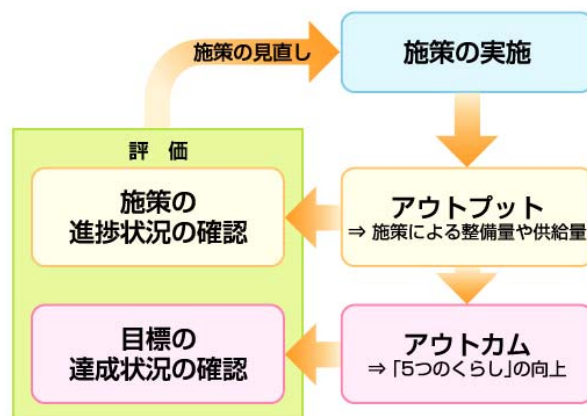 施策の見直し
施策の実施
評　価
施策の
進捗状況の確認
アウトプット
⇒ 施策による整備量や供給量
目標の
達成状況の確認
アウトカム
⇒ 「5つのくらし」の向上